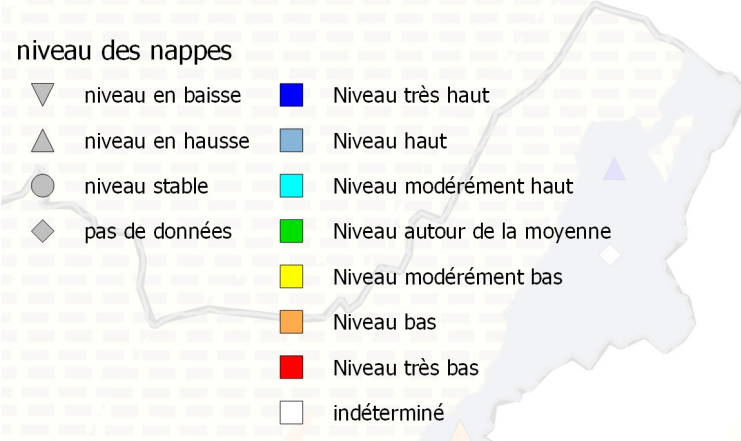 niveau des nappes
niveau en baisse
niveau en hausse
niveau stable
pas de données
Niveau très haut
Niveau haut
Niveau modérément haut
Niveau autour de la moyenne
Niveau modérément bas
Niveau bas
Niveau très bas
indéterminé